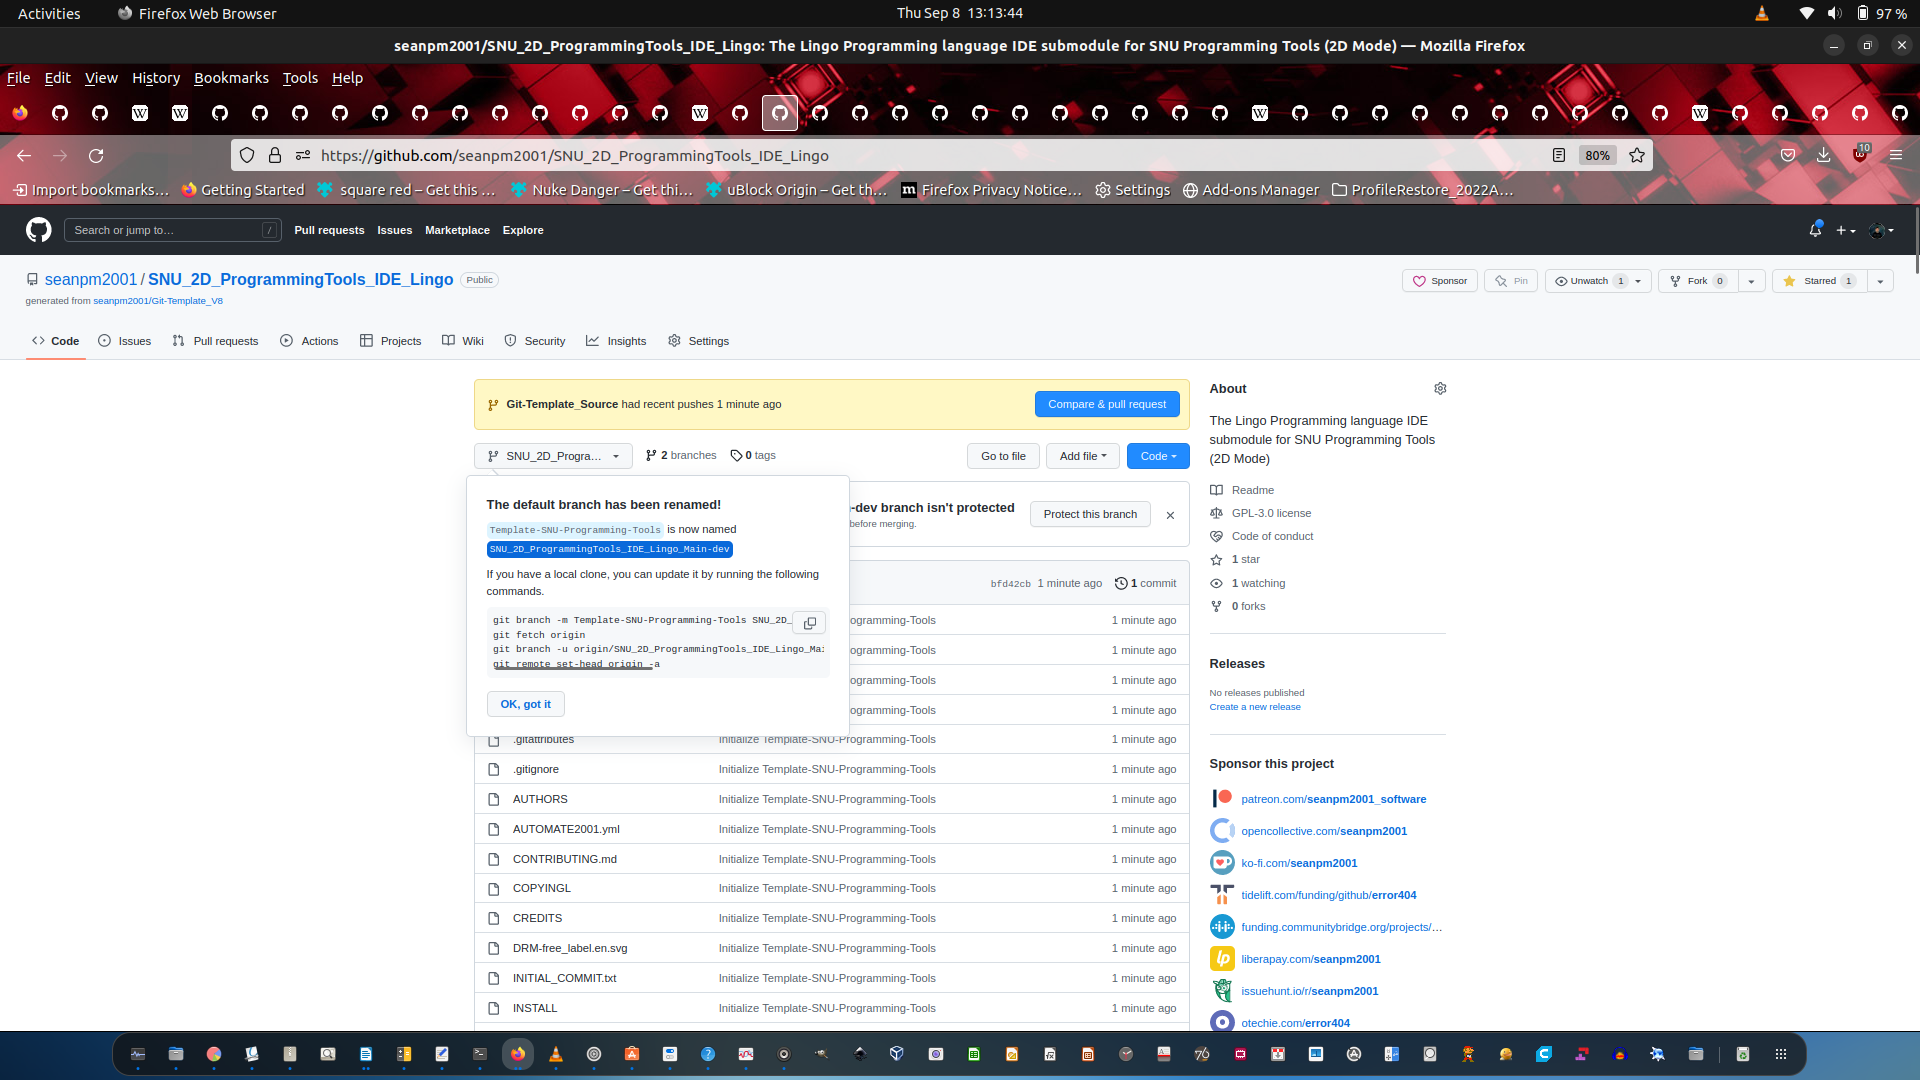 Activities
Firefox Web Browser
Thu Sep 8  13:13:44
97 %
seanpm2001/SNU_2D_ProgrammingTools_IDE_Lingo: The Lingo Programming language IDE submodule for SNU Programming Tools (2D Mode) — Mozilla Firefox
File Edit View History Bookmarks Tools Help
https://github.com/seanpm2001/SNU_2D_ProgrammingTools_IDE_Lingo
80%
10
Import bookmarks… Getting Started square red – Get this … Nuke Danger – Get thi… uBlock Origin – Get th… Firefox Privacy Notice… Settings Add-ons Manager ProfileRestore_2022A…
Search or jump to… /
Pull requests Issues Marketplace Explore
seanpm2001 / SNU_2D_ProgrammingTools_IDE_Lingo Public
Sponsor Pin Unwatch 1 Fork 0 Starred 1
generated from seanpm2001/Git-Template_V8
Code Issues Pull requests Actions Projects Wiki Security Insights Settings
Git-Template_Source had recent pushes 1 minute ago
Compare & pull request
SNU_2D_Progra…
2 branches 0 tags
Go to file Add file Code
The default branch has been renamed!
Template-SNU-Programming-Tools is now named
SNU_2D_ProgrammingTools_IDE_Lingo_Main-dev
If you have a local clone, you can update it by running the following
commands.
git branch -m Template-SNU-Programming-Tools SNU_2D_
git fetch origin
git branch -u origin/SNU_2D_ProgrammingTools_IDE_Lingo_Mai
git remote set-head origin -a
OK, got it
-dev branch isn't protected
before merging.
Protect this branch
bfd42cb 1 minute ago 1 commit
ogramming-Tools 1 minute ago
ogramming-Tools 1 minute ago
ogramming-Tools 1 minute ago
ogramming-Tools 1 minute ago
.gitattributes Initialize Template-SNU-Programming-Tools 1 minute ago
.gitignore Initialize Template-SNU-Programming-Tools 1 minute ago
AUTHORS Initialize Template-SNU-Programming-Tools 1 minute ago
AUTOMATE2001.yml Initialize Template-SNU-Programming-Tools 1 minute ago
CONTRIBUTING.md Initialize Template-SNU-Programming-Tools 1 minute ago
COPYINGL Initialize Template-SNU-Programming-Tools 1 minute ago
CREDITS Initialize Template-SNU-Programming-Tools 1 minute ago
DRM-free_label.en.svg Initialize Template-SNU-Programming-Tools 1 minute ago
INITIAL_COMMIT.txt Initialize Template-SNU-Programming-Tools 1 minute ago
INSTALL Initialize Template-SNU-Programming-Tools 1 minute ago
About
The Lingo Programming language IDE
submodule for SNU Programming Tools
(2D Mode)
Readme
GPL-3.0 license
Code of conduct
1 star
1 watching
0 forks
Releases
No releases published
Create a new release
Sponsor this project
patreon.com/seanpm2001_software
opencollective.com/seanpm2001
ko-fi.com/seanpm2001
tidelift.com/funding/github/error404
funding.communitybridge.org/projects/…
liberapay.com/seanpm2001
issuehunt.io/r/seanpm2001
otechie.com/error404